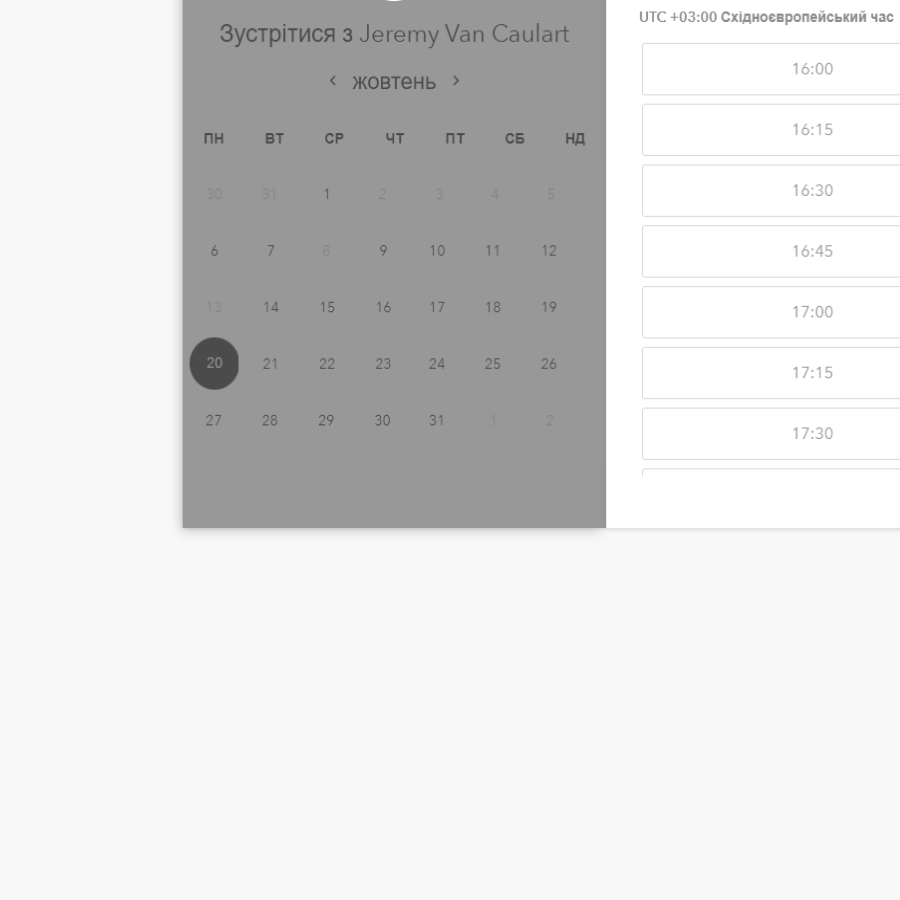 Зустрітися з Jeremy Van Caulart
жовтень
ПН ВТ СР ЧТ ПТ СБ НД
30 31 1 2 3 4 5
6 7 8 9 10 11 12
13 14 15 16 17 18 19
20 21 22 23 24 25 26
27 28 29 30 31 1 2
UTC +03:00 Східноєвропейський час
16:00
16:15
16:30
16:45
17:00
17:15
17:30